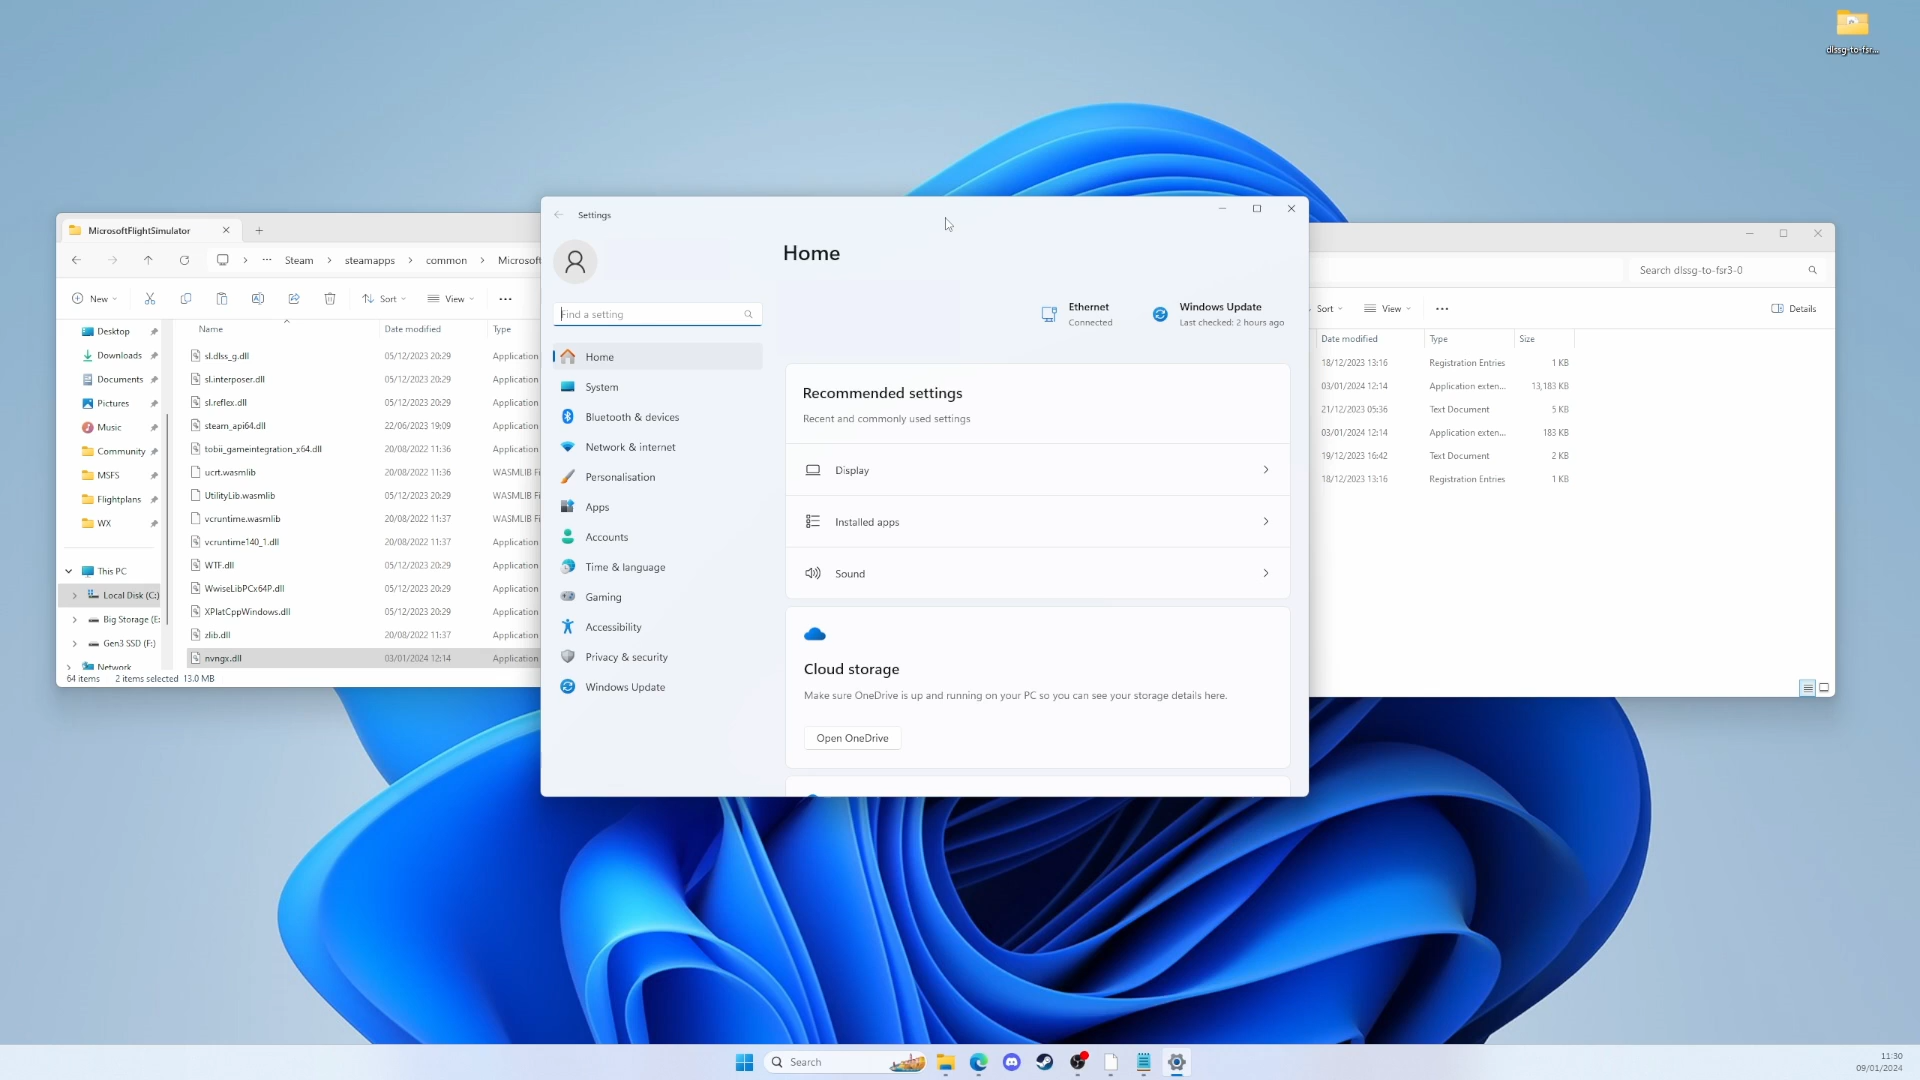 dlssg-to-fsr...
MicrosoftFlightSimulator
Steam
steamapps
common
New
Sort
View
Desktop
Downloads
Documents
Pictures
Music
Community
MSFS
Flightplans
WX
This PC
Local Disk (C:)
Big Storage (E:
Gen3 SSD (F:)
Network
Name Date modified Type
sl.dlss_g.dll 05/12/2023 20:29 Application
sl.interposer.dll 05/12/2023 20:29 Application
sl.reflex.dll 05/12/2023 20:29 Application
steam_api64.dll 22/06/2023 19:09 Application
tobii_gameintegration_x64.dll 20/08/2022 11:36 Application
ucrt.wasmlib 20/08/2022 11:36 WASMLIB Fi
UtilityLib.wasmlib 05/12/2023 20:29 WASMLIB Fi
vcruntime.wasmlib 20/08/2022 11:37 WASMLIB Fi
vcruntime140_1.dll 20/08/2022 11:37 Application
WTF.dll 05/12/2023 20:29 Application
WwiseLibPCx64P.dll 05/12/2023 20:29 Application
XPlatCppWindows.dll 05/12/2023 20:29 Application
zlib.dll 20/08/2022 11:37 Application
nvngx.dll 03/01/2024 12:14 Application
64 items 2 items selected 13.0 MB
Settings
Find a setting
Home
System
Bluetooth & devices
Network & internet
Personalisation
Apps
Accounts
Time & language
Gaming
Accessibility
Privacy & security
Windows Update
Home
Ethernet
Connected
Windows Update
Last checked: 2 hours ago
Recommended settings
Recent and commonly used settings
Display
Installed apps
Sound
Cloud storage
Make sure OneDrive is up and running on your PC so you can see your storage details here.
Open OneDrive
Search dlssg-to-fsr3-0
Sort
View
Details
Date modified Type Size
18/12/2023 13:16 Registration Entries 1 KB
03/01/2024 12:14 Application exten... 13,183 KB
21/12/2023 05:36 Text Document 5 KB
03/01/2024 12:14 Application exten... 183 KB
19/12/2023 16:42 Text Document 2 KB
18/12/2023 13:16 Registration Entries 1 KB
Search
11:30
09/01/2024